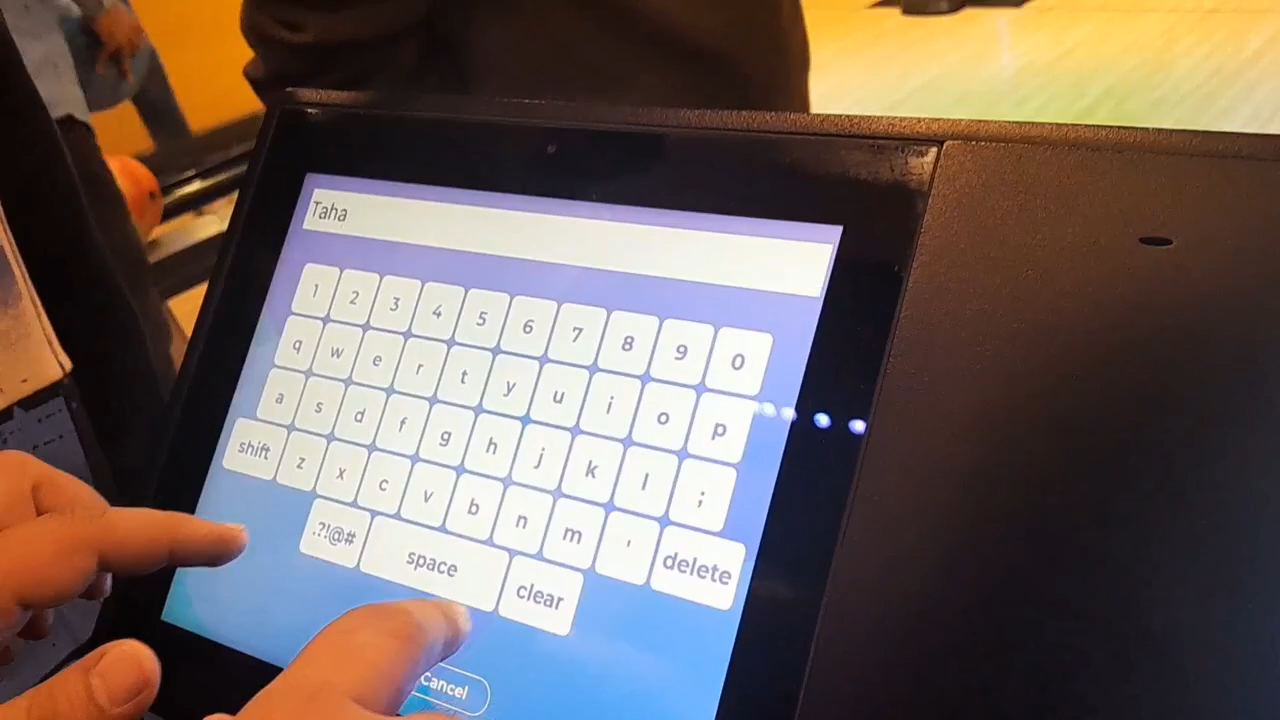 Taha
1 2 3 4 5 6 7 8 9 0
q w e r t y u i o p
a s d f g h j k l ;
shift z x c v b n m ' delete
.?!@# space clear
Cancel